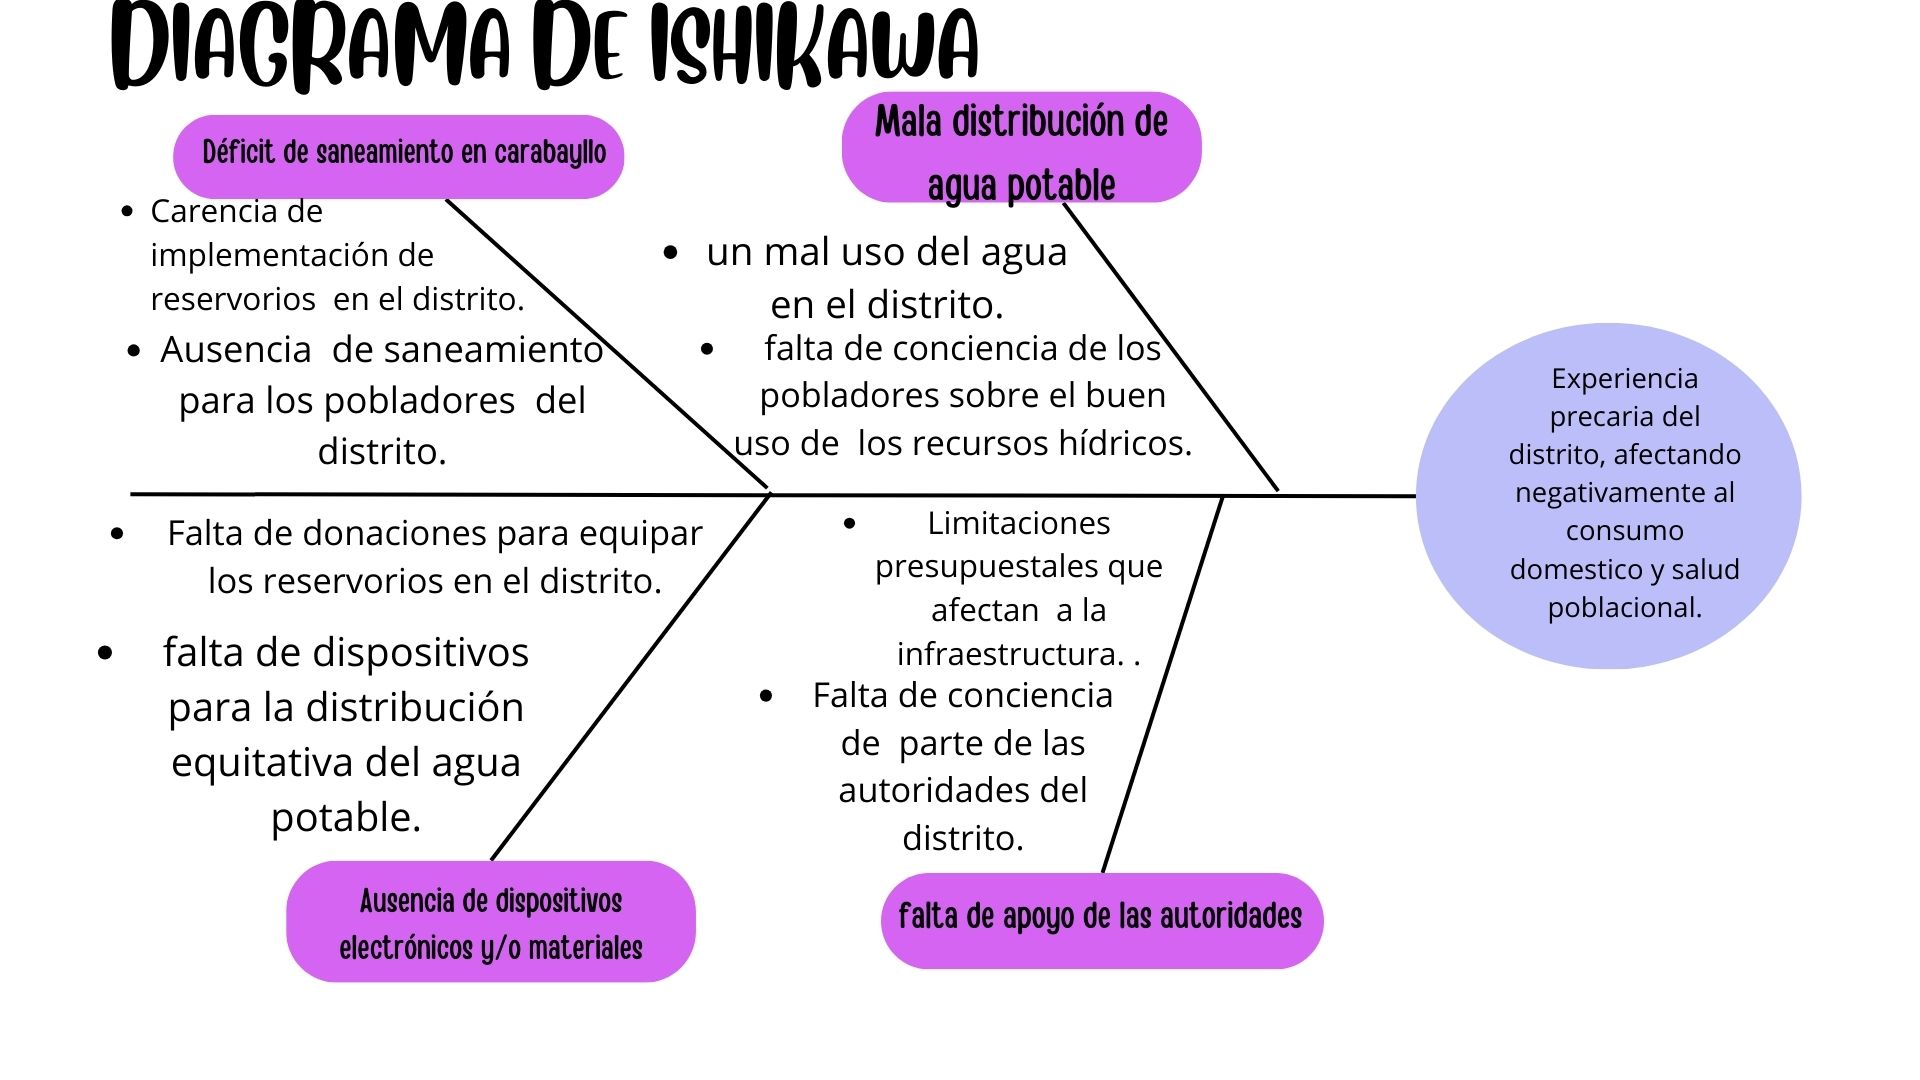 DIAGRAMA DE ISHIKAWA
Déficit de saneamiento en carabayllo
Carencia de
implementación de
reservorios  en el distrito.
Ausencia  de saneamiento
para los pobladores  del
distrito.
Mala distribución de
agua potable
un mal uso del agua
en el distrito.
falta de conciencia de los
pobladores sobre el buen
uso de  los recursos hídricos.
Falta de donaciones para equipar
los reservorios en el distrito.
falta de dispositivos
para la distribución
equitativa del agua
potable.
Ausencia de dispositivos
electrónicos y/o materiales
Limitaciones
presupuestales que
afectan  a la
infraestructura. .
Falta de conciencia
de  parte de las
autoridades del
distrito.
falta de apoyo de las autoridades
Experiencia
precaria del
distrito, afectando
negativamente al
consumo
domestico y salud
poblacional.